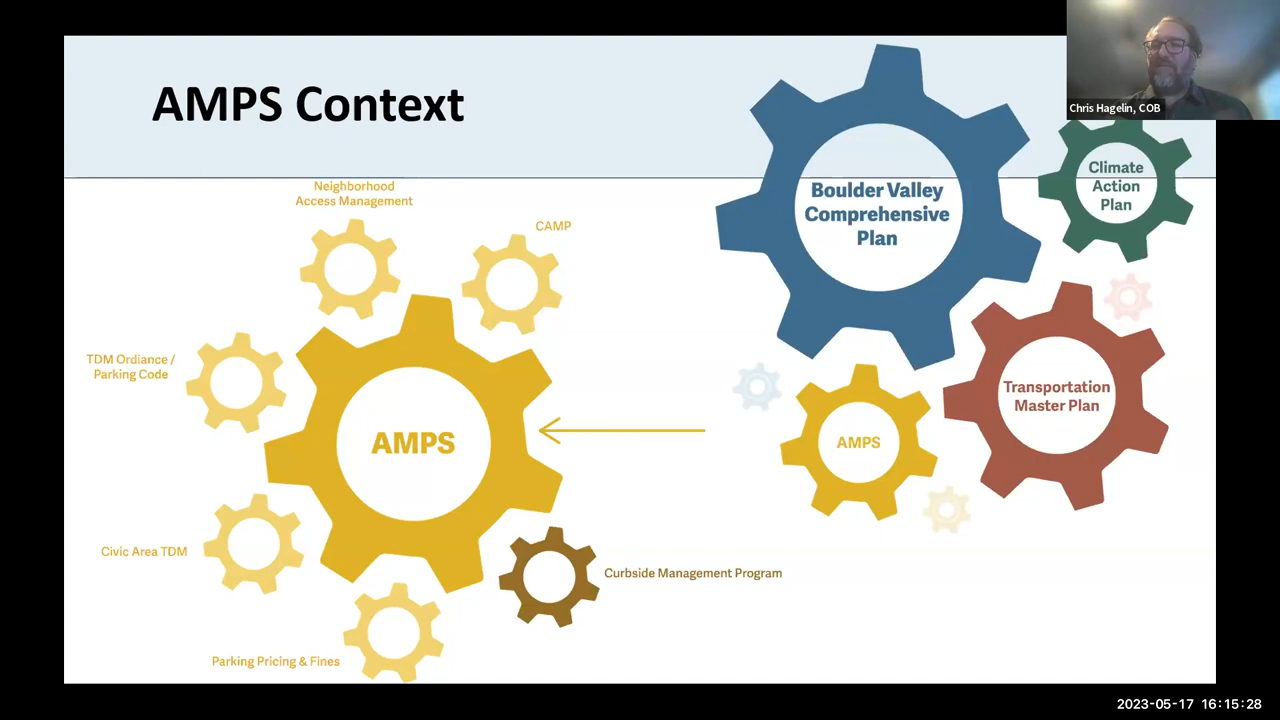 AMPS Context
Chris Hagelin, COB
Neighborhood
Access Management
CAMP
TDM Ordiance /
Parking Code
AMPS
Civic Area TDM
Parking Pricing & Fines
Curbside Management Program
Boulder Valley
Comprehensive
Plan
Climate
Action
Plan
Transportation
Master Plan
AMPS
2023-05-17 16:15:28